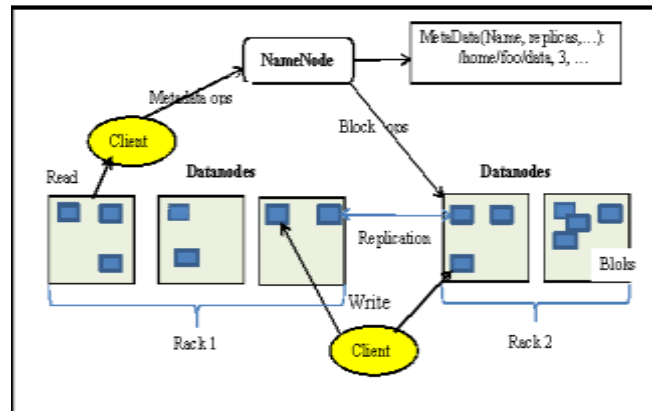 MetaData(Name, replicas,...):
/home/foo/data, 3, ...
NameNode
Metadata ops
Client
Block ops
Read
Datanodes
Datanodes
Replication
Bloks
Write
Rack 1
Client
Rack 2